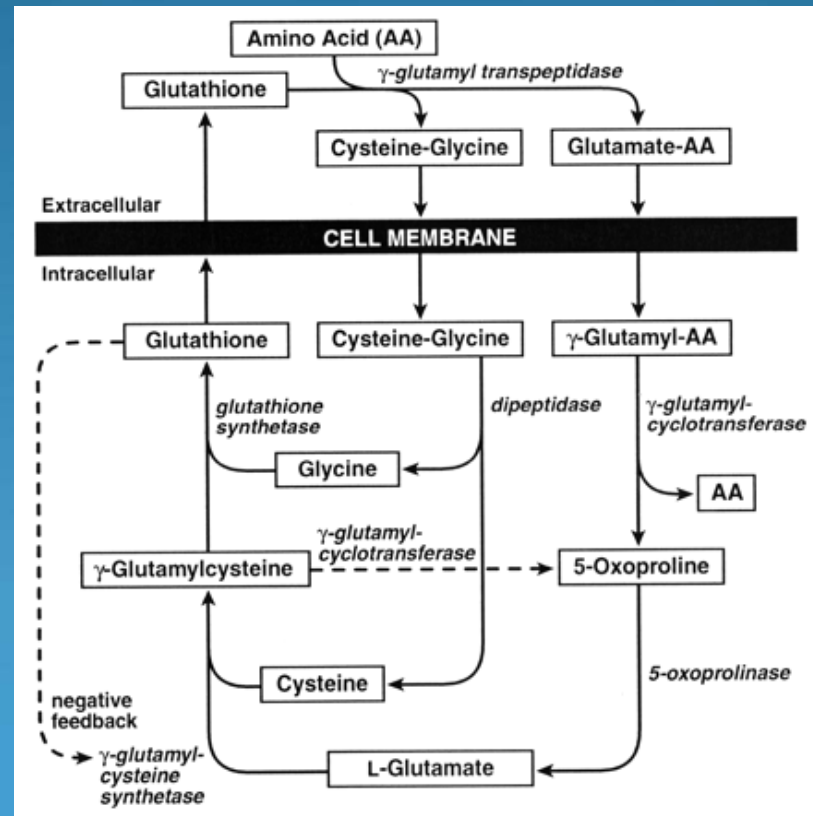 Amino Acid (AA)
γ-glutamyl transpeptidase
Glutathione
Cysteine-Glycine
Glutamate-AA
Extracellular
CELL MEMBRANE
Intracellular
Glutathione
Cysteine-Glycine
γ-Glutamyl-AA
glutathione
synthetase
dipeptidase
γ-glutamyl-
cyclotransferase
Glycine
AA
γ-glutamyl-
cyclotransferase
γ-Glutamylcysteine
5-Oxoproline
Cysteine
5-oxoprolinase
negative
feedback
γ-glutamyl-
cysteine
synthetase
L-Glutamate